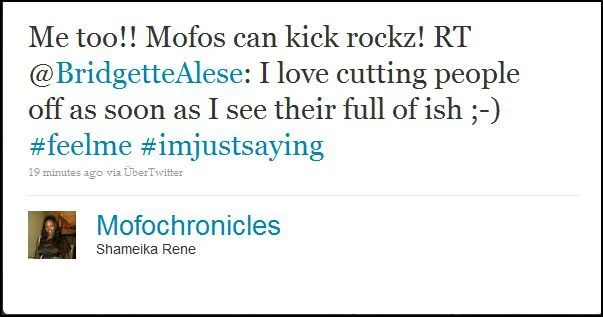 Me too!! Mofos can kick rockz! RT
@BridgetteAlese: I love cutting people
off as soon as I see their full of ish ;-)
#feelme #imjustsaying
19 minutes ago via ÜberTwitter
Mofochronicles
Shameika Rene